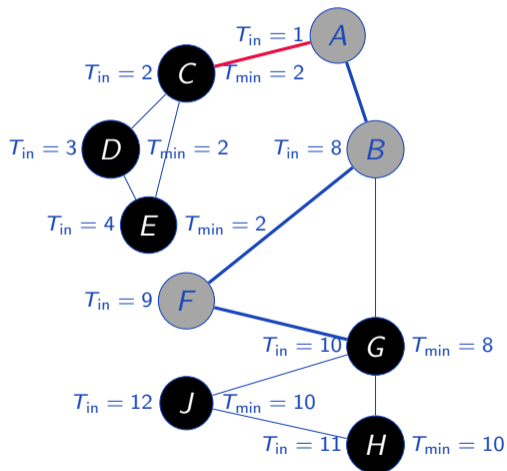 T_in = 1 A
T_in = 2 C T_min = 2
T_in = 3 D T_min = 2 T_in = 8 B
T_in = 4 E T_min = 2
T_in = 9 F
T_in = 10 G T_min = 8
T_in = 12 J T_min = 10
T_in = 11 H T_min = 10